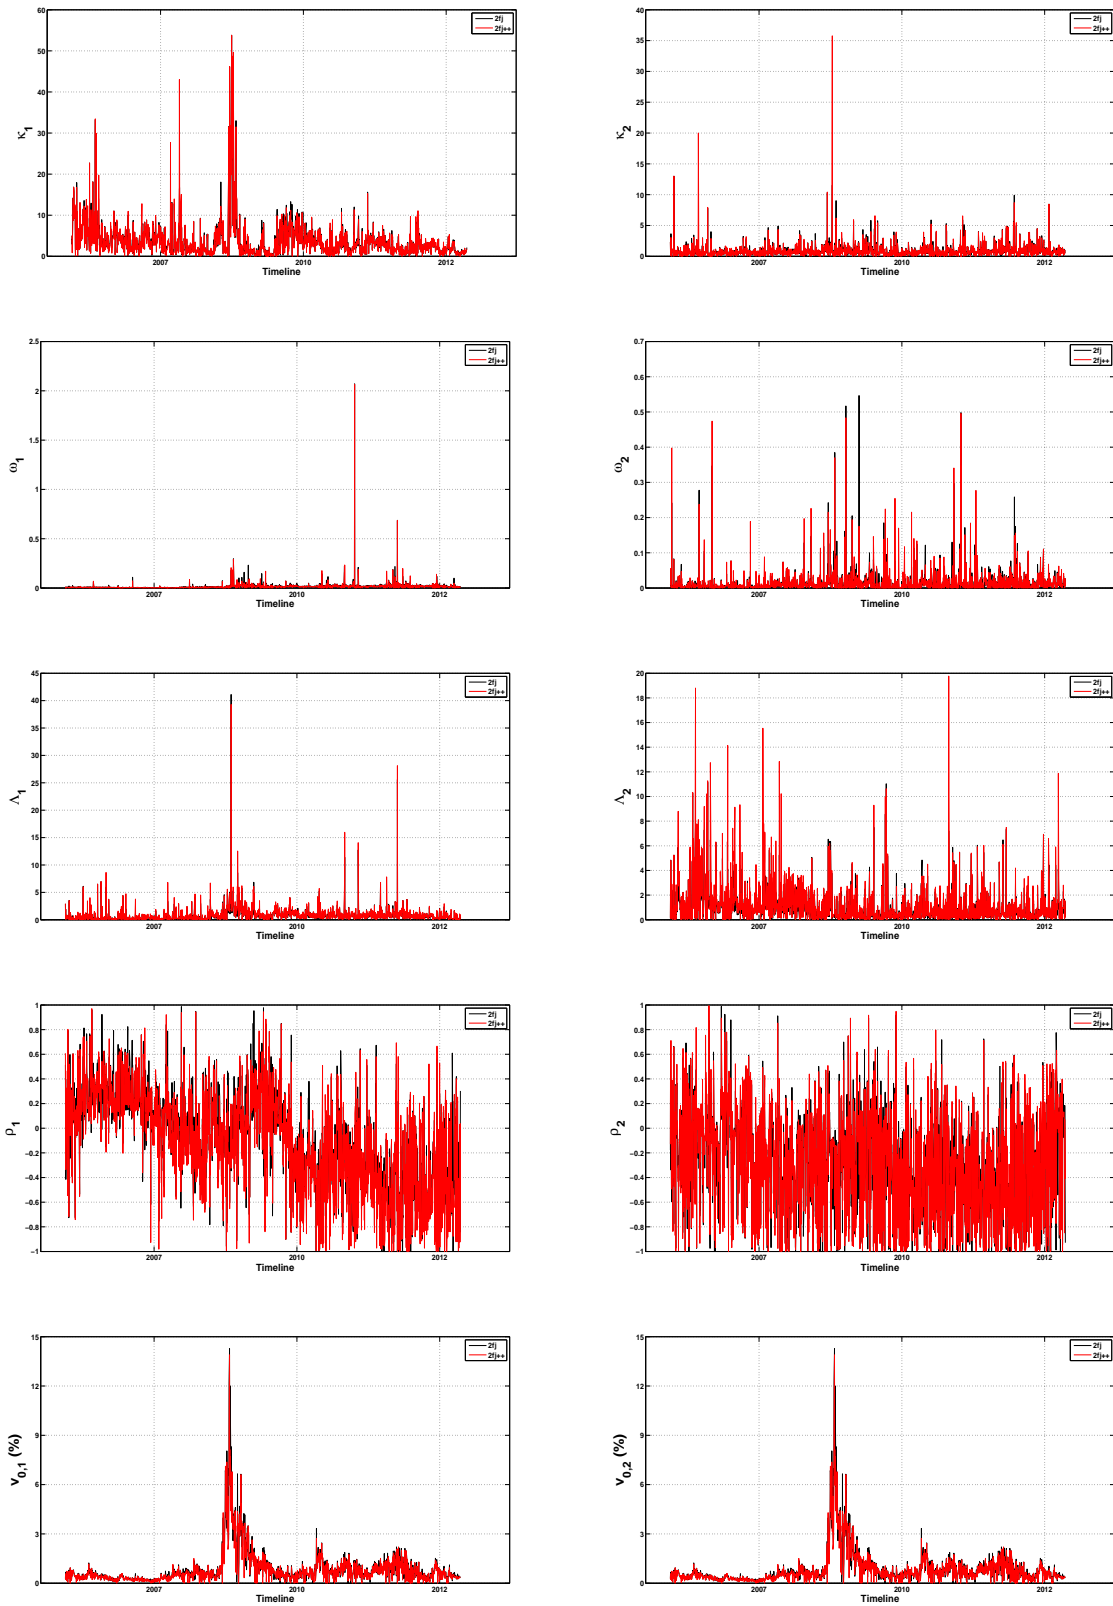 60
50
40
30
20
10
0
κ1
2007
2010
2012
Timeline
2fj
2fj++
40
35
30
25
20
15
10
5
0
κ2
2007
2010
2012
Timeline
2fj
2fj++
2.5
2
1.5
1
0.5
0
ω1
2007
2010
2012
Timeline
2fj
2fj++
0.7
0.6
0.5
0.4
0.3
0.2
0.1
0
ω2
2007
2010
2012
Timeline
2fj
2fj++
45
40
35
30
25
20
15
10
5
0
Λ1
2007
2010
2012
Timeline
2fj
2fj++
20
18
16
14
12
10
8
6
4
2
0
Λ2
2007
2010
2012
Timeline
2fj
2fj++
1
0.8
0.6
0.4
0.2
0
−0.2
−0.4
−0.6
−0.8
−1
ρ1
2007
2010
2012
Timeline
2fj
2fj++
1
0.8
0.6
0.4
0.2
0
−0.2
−0.4
−0.6
−0.8
−1
ρ2
2007
2010
2012
Timeline
2fj
2fj++
15
12
9
6
3
0
v0,1 (%)
2007
2010
2012
Timeline
2fj
2fj++
15
12
9
6
3
0
v0,2 (%)
2007
2010
2012
Timeline
2fj
2fj++